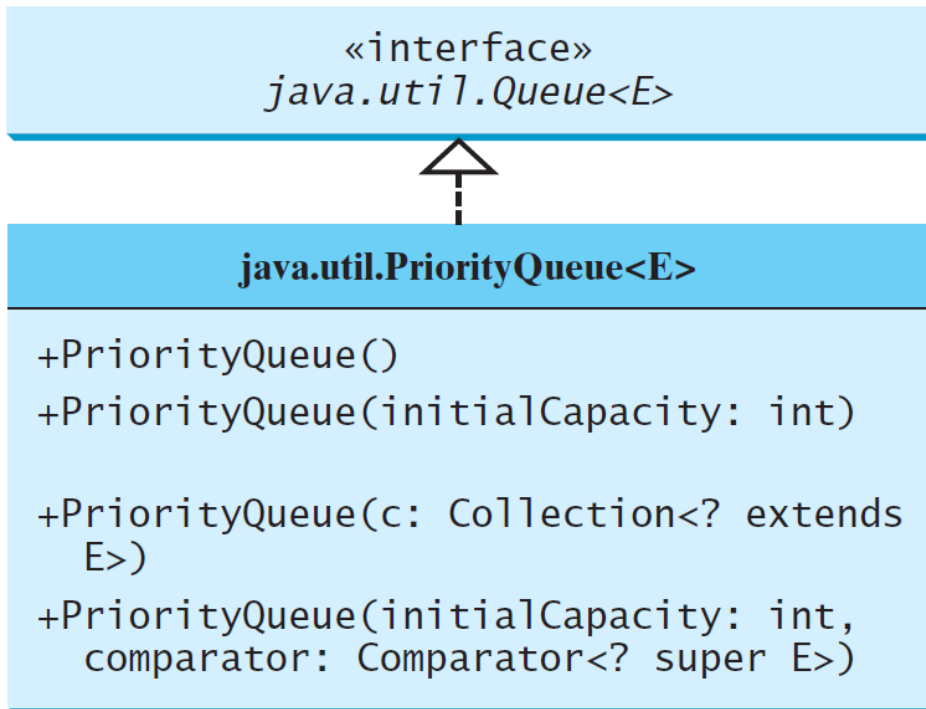 «interface»
java.util.Queue<E>
java.util.PriorityQueue<E>
+PriorityQueue()
+PriorityQueue(initialCapacity: int)
+PriorityQueue(c: Collection<? extends
E>)
+PriorityQueue(initialCapacity: int,
comparator: Comparator<? super E>)